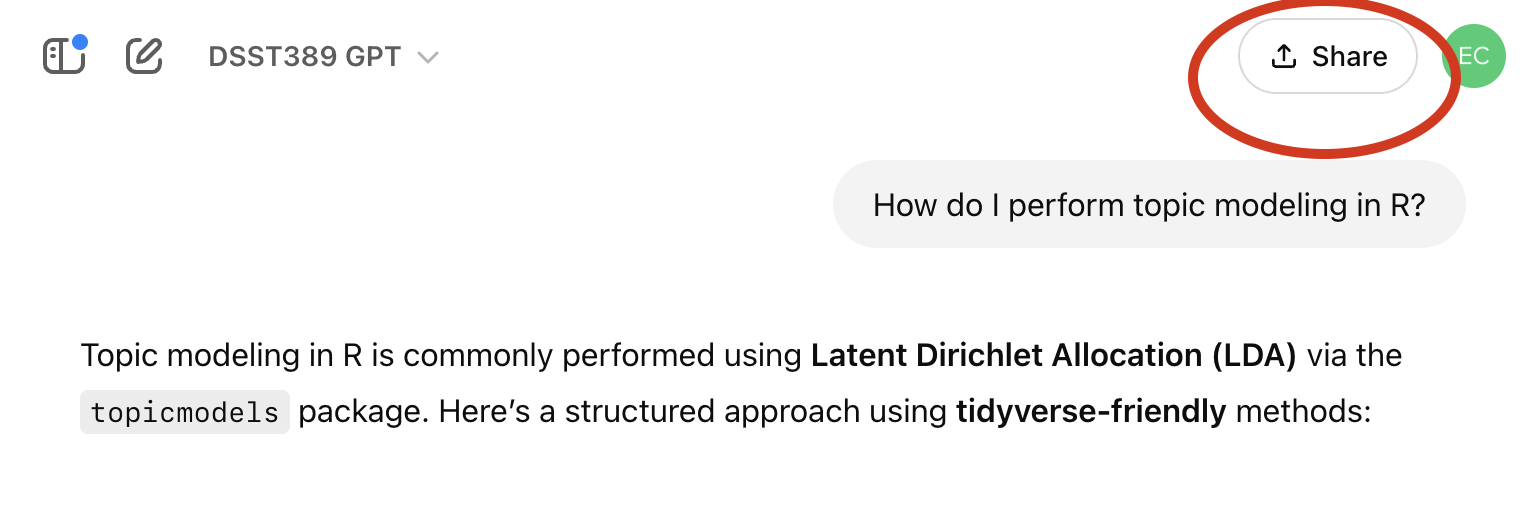 DSST389 GPT
Share
EC
How do I perform topic modeling in R?
Topic modeling in R is commonly performed using Latent Dirichlet Allocation (LDA) via the
topicmodels package. Here’s a structured approach using tidyverse-friendly methods: